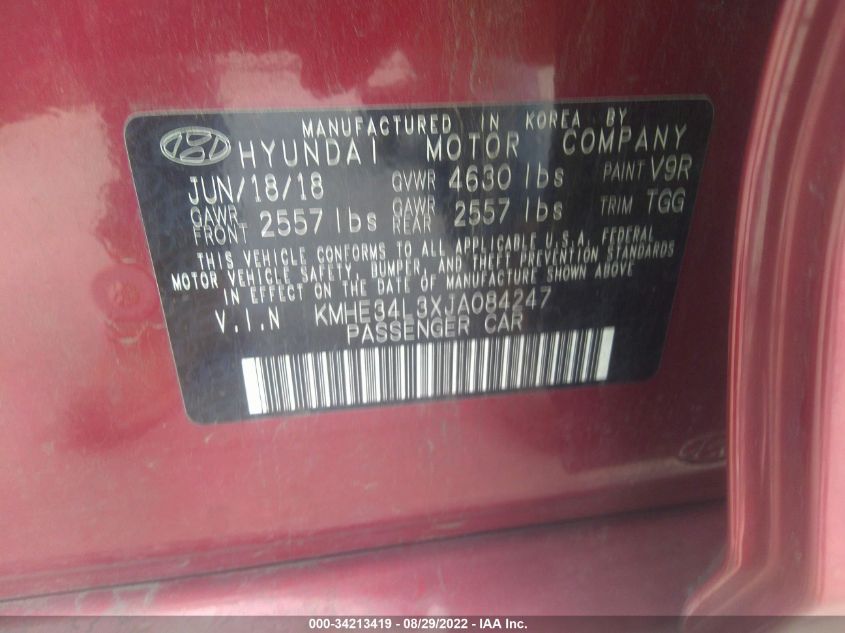 MANUFACTURED IN KOREA BY
HYUNDAI MOTOR COMPANY
JUN/18/18 GVWR 4630 lbs PAINT V9R
GAWR FRONT 2557 lbs GAWR REAR 2557 lbs TRIM TGG
THIS VEHICLE CONFORMS TO ALL APPLICABLE U.S.A. FEDERAL
MOTOR VEHICLE SAFETY, BUMPER, AND THEFT PREVENTION STANDARDS
IN EFFECT ON THE DATE OF MANUFACTURE SHOWN ABOVE
V.I.N KMHE34L3XJA084247
PASSENGER CAR
000-34213419 - 08/29/2022 - IAA Inc.